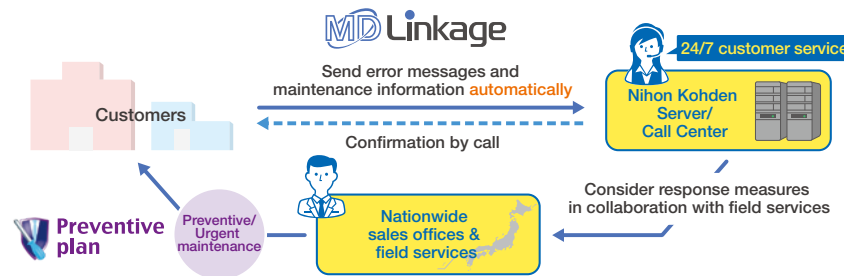 MD Linkage
24/7 customer service
Send error messages and
maintenance information automatically
Customers
Nihon Kohden
Server/
Call Center
Confirmation by call
Consider response measures
in collaboration with field services
Preventive
plan
Preventive/
Urgent
maintenance
Nationwide
sales offices &
field services